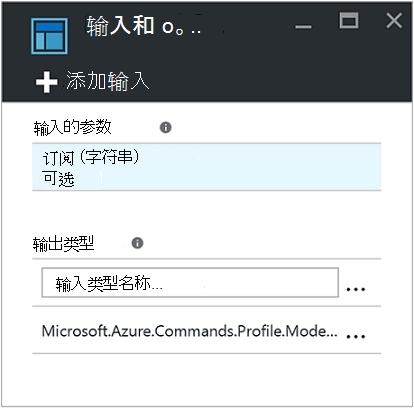 输入和 o。..
添加输入
输入的参数
订阅 (字符串)
可选
输出类型
输入类型名称...
Microsoft.Azure.Commands.Profile.Mode...